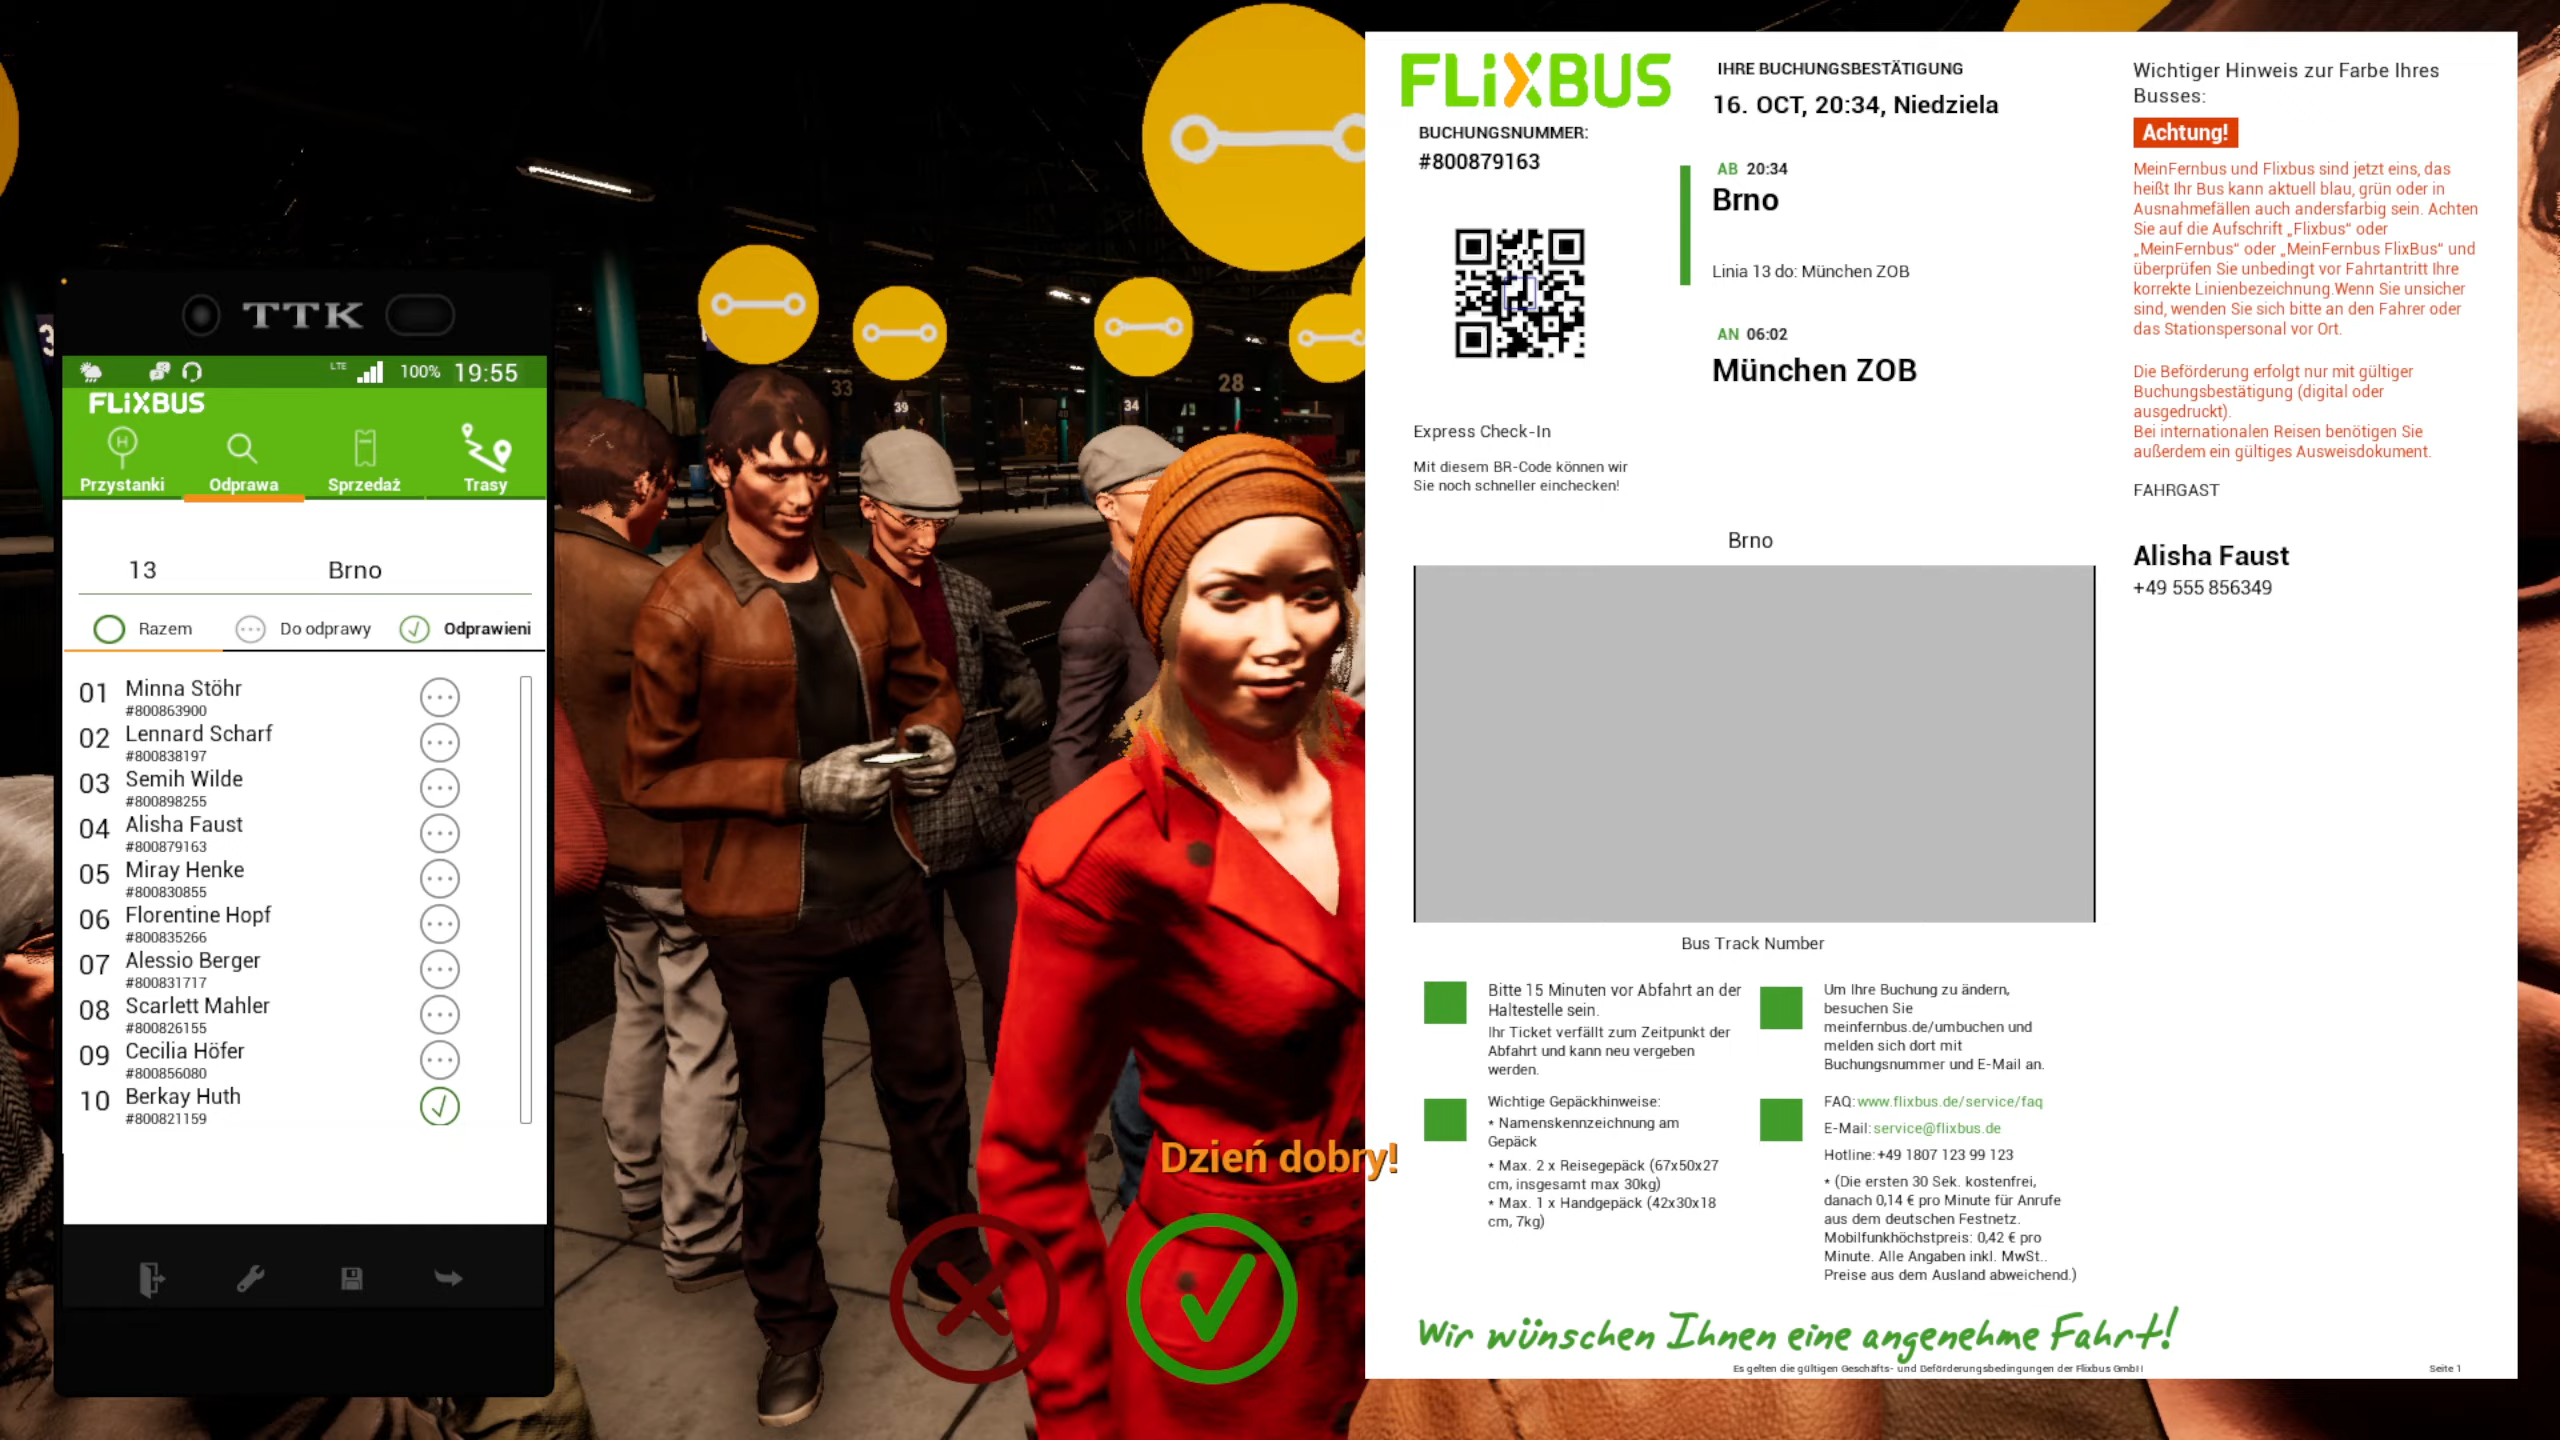 TTK
LTE
100%
19:55
FLiXBUS
Przystanki
Odprawa
Sprzedaż
Trasy
13
Brno
Razem
Do odprawy
Odprawieni
01 Minna Stöhr
#800863900
02 Lennard Scharf
#800838197
03 Semih Wilde
#800898255
04 Alisha Faust
#800879163
05 Miray Henke
#800830855
06 Florentine Hopf
#800835266
07 Alessio Berger
#800831717
08 Scarlett Mahler
#800826155
09 Cecilia Höfer
#800856080
10 Berkay Huth
#800821159
33
39
34
28
Dzień dobry!
FLiXBUS
BUCHUNGSNUMMER:
#800879163
IHRE BUCHUNGSBESTÄTIGUNG
16. OCT, 20:34, Niedziela
AB 20:34
Brno
Linia 13 do: München ZOB
AN 06:02
München ZOB
Express Check-In
Mit diesem BR-Code können wir
Sie noch schneller einchecken!
Brno
Bus Track Number
Bitte 15 Minuten vor Abfahrt an der
Haltestelle sein.
Ihr Ticket verfällt zum Zeitpunkt der
Abfahrt und kann neu vergeben
werden.
Um Ihre Buchung zu ändern,
besuchen Sie
meinfernbus.de/umbuchen und
melden sich dort mit
Buchungsnummer und E-Mail an.
Wichtige Gepäckhinweise:
* Namenskennzeichnung am
Gepäck
* Max. 2 x Reisegepäck (67x50x27
cm, insgesamt max 30kg)
* Max. 1 x Handgepäck (42x30x18
cm, 7kg)
FAQ: www.flixbus.de/service/faq
E-Mail: service@flixbus.de
Hotline: +49 1807 123 99 123
* (Die ersten 30 Sek. kostenfrei,
danach 0,14 € pro Minute für Anrufe
aus dem deutschen Festnetz.
Mobilfunkhöchstpreis: 0,42 € pro
Minute. Alle Angaben inkl. MwSt..
Preise aus dem Ausland abweichend.)
Wir wünschen Ihnen eine angenehme Fahrt!
Es gelten die gültigen Geschäfts- und Beförderungsbedingungen der Flixbus GmbH
Seite 1
Wichtiger Hinweis zur Farbe Ihres
Busses:
Achtung!
MeinFernbus und Flixbus sind jetzt eins, das
heißt Ihr Bus kann aktuell blau, grün oder in
Ausnahmefällen auch andersfarbig sein. Achten
Sie auf die Aufschrift „Flixbus“ oder
„MeinFernbus“ oder „MeinFernbus FlixBus“ und
überprüfen Sie unbedingt vor Fahrtantritt Ihre
korrekte Linienbezeichnung.Wenn Sie unsicher
sind, wenden Sie sich bitte an den Fahrer oder
das Stationspersonal vor Ort.
Die Beförderung erfolgt nur mit gültiger
Buchungsbestätigung (digital oder
ausgedruckt).
Bei internationalen Reisen benötigen Sie
außerdem ein gültiges Ausweisdokument.
FAHRGAST
Alisha Faust
+49 555 856349